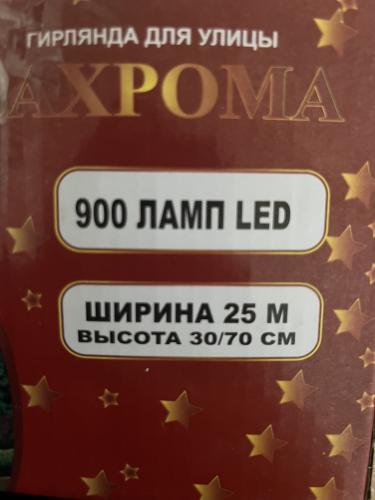 ГИРЛЯНДА ДЛЯ УЛИЦЫ
АХРОМА
900 ЛАМП LED
ШИРИНА 25 М
ВЫСОТА 30/70 СМ